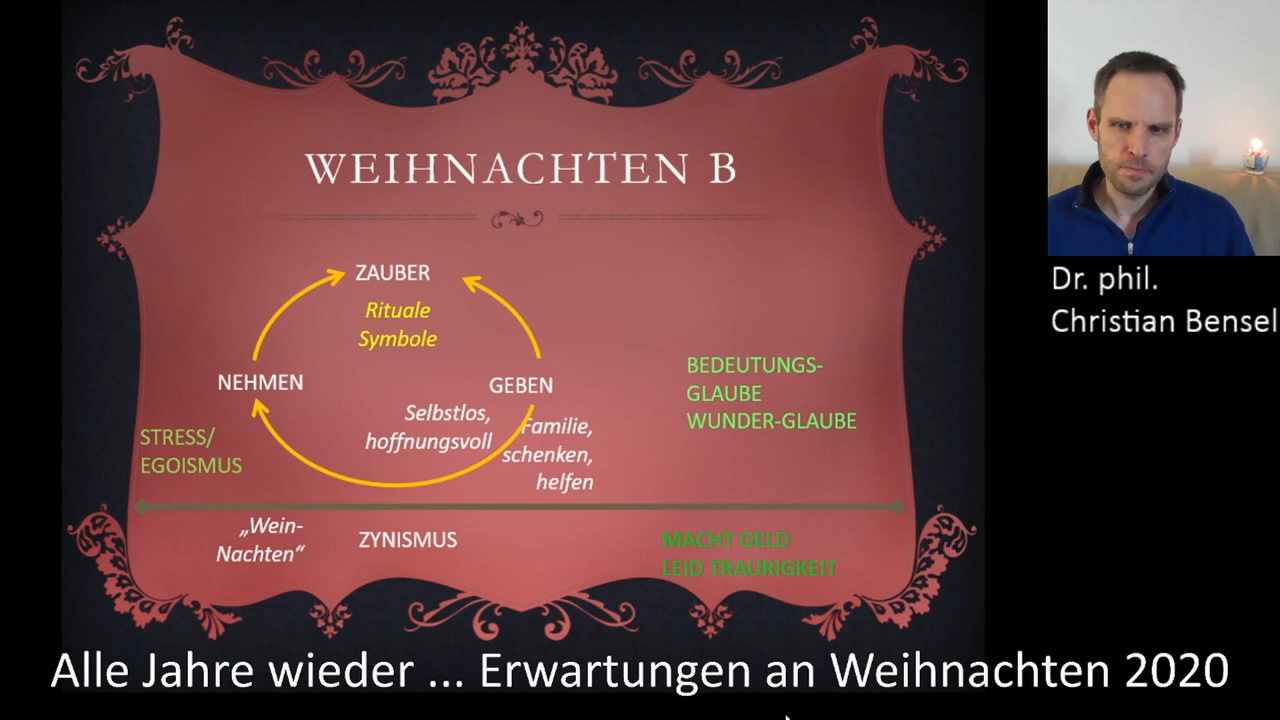 WEIHNACHTEN B
ZAUBER
Rituale
Symbole
NEHMEN
GEBEN
Selbstlos,
hoffnungsvoll
Familie,
schenken,
helfen
BEDEUTUNGS-
GLAUBE
WUNDER-GLAUBE
STRESS/
EGOISMUS
„Wein-
Nachten“
ZYNISMUS
MACHT GELD
LEID TRAURIGKEIT
Dr. phil.
Christian Bensel
Alle Jahre wieder ... Erwartungen an Weihnachten 2020